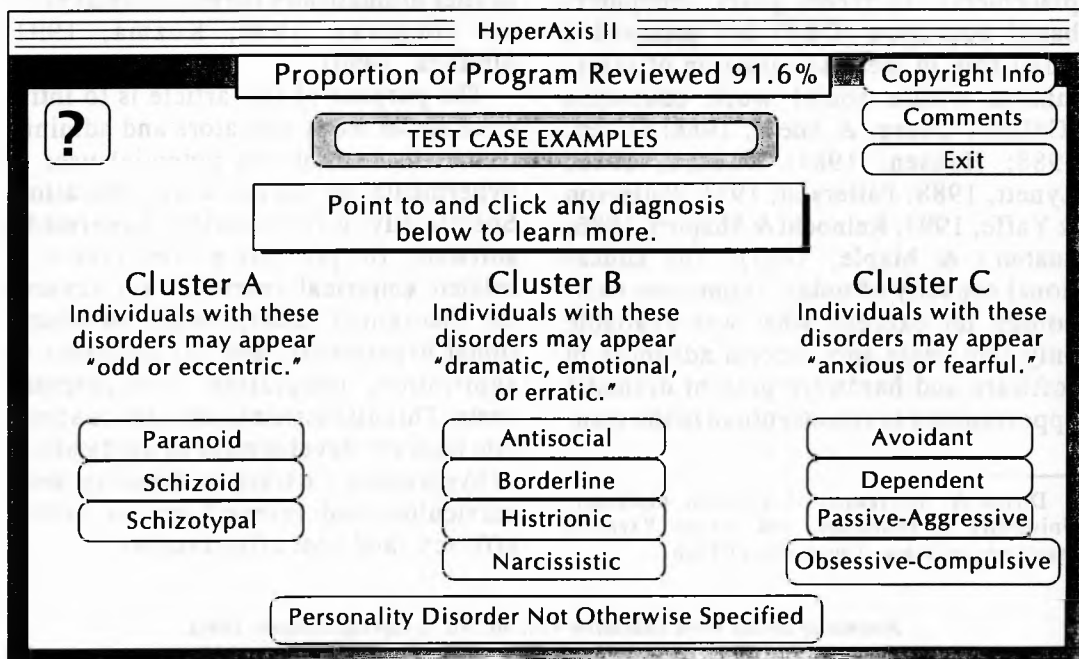 HyperAxis II
Proportion of Program Reviewed 91.6%
?
Copyright Info
Comments
Exit
TEST CASE EXAMPLES
Point to and click any diagnosis
below to learn more.
Cluster A
Individuals with these
disorders may appear
"odd or eccentric."
Paranoid
Schizoid
Schizotypal
Cluster B
Individuals with these
disorders may appear
"dramatic, emotional,
or erratic."
Antisocial
Borderline
Histrionic
Narcissistic
Cluster C
Individuals with these
disorders may appear
"anxious or fearful."
Avoidant
Dependent
Passive-Aggressive
Obsessive-Compulsive
Personality Disorder Not Otherwise Specified